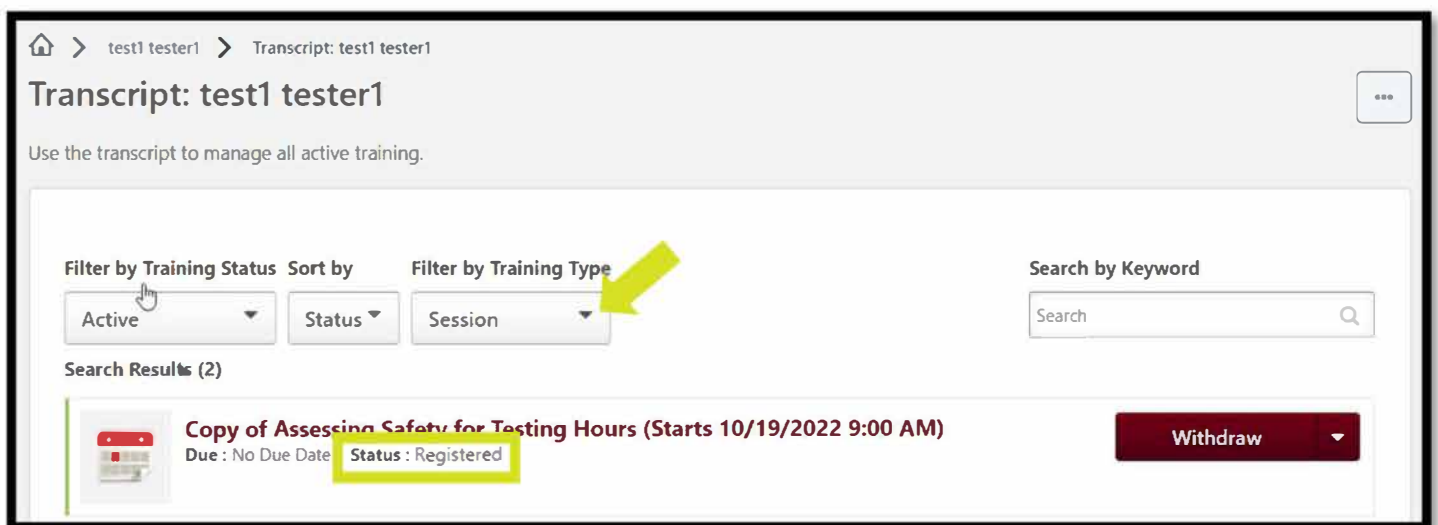 test1 tester1 Transcript: test1 tester1
Transcript: test1 tester1
Use the transcript to manage all active training.
Filter by Training Status Sort by Filter by Training Type Search by Keyword
Active Status Session Search
Search Results (2)
Copy of Assessing Safety for Testing Hours (Starts 10/19/2022 9:00 AM)
Due : No Due Date Status : Registered
Withdraw